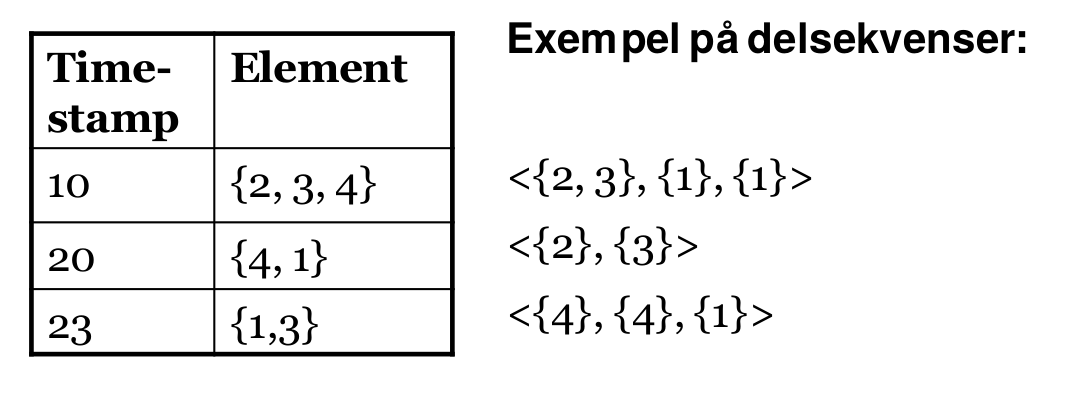 Time-
stamp
Element
10
{2, 3, 4}
20
{4, 1}
23
{1,3}
Exempel på delsekvenser:
<{2, 3}, {1}, {1}>
<{2}, {3}>
<{4}, {4}, {1}>